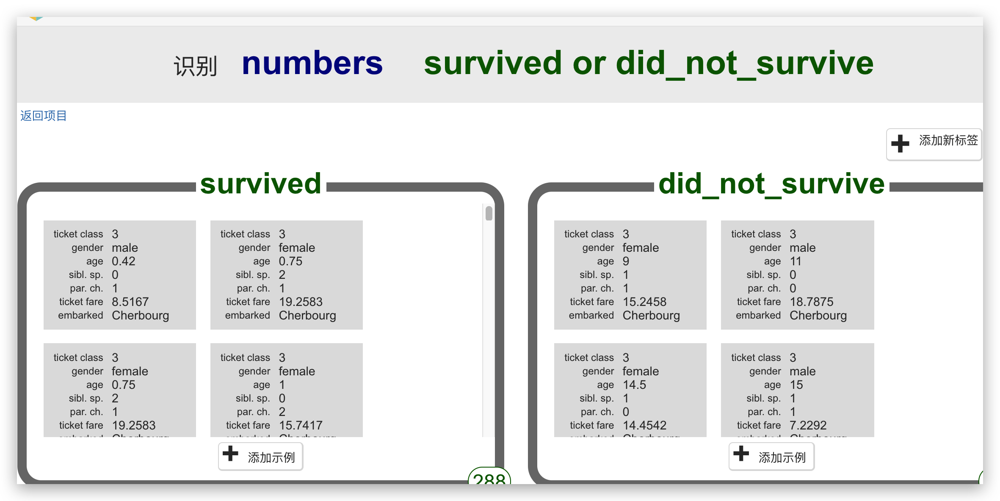 识别 numbers survived or did_not_survive
返回项目
添加新标签
survived
ticket class 3
gender male
age 0.42
sibl. sp. 0
par. ch. 1
ticket fare 8.5167
embarked Cherbourg
ticket class 3
gender female
age 0.75
sibl. sp. 2
par. ch. 1
ticket fare 19.2583
embarked Cherbourg
ticket class 3
gender female
age 0.75
sibl. sp. 2
par. ch. 1
ticket fare 19.2583
embarked Cherbourg
ticket class 3
gender female
age 1
sibl. sp. 0
par. ch. 2
ticket fare 15.7417
embarked Cherbourg
添加示例
288
did_not_survive
ticket class 3
gender female
age 9
sibl. sp. 1
par. ch. 1
ticket fare 15.2458
embarked Cherbourg
ticket class 3
gender male
age 11
sibl. sp. 0
par. ch. 0
ticket fare 18.7875
embarked Cherbourg
ticket class 3
gender female
age 14.5
sibl. sp. 1
par. ch. 0
ticket fare 14.4542
embarked Cherbourg
ticket class 3
gender male
age 15
sibl. sp. 1
par. ch. 1
ticket fare 7.2292
embarked Cherbourg
添加示例